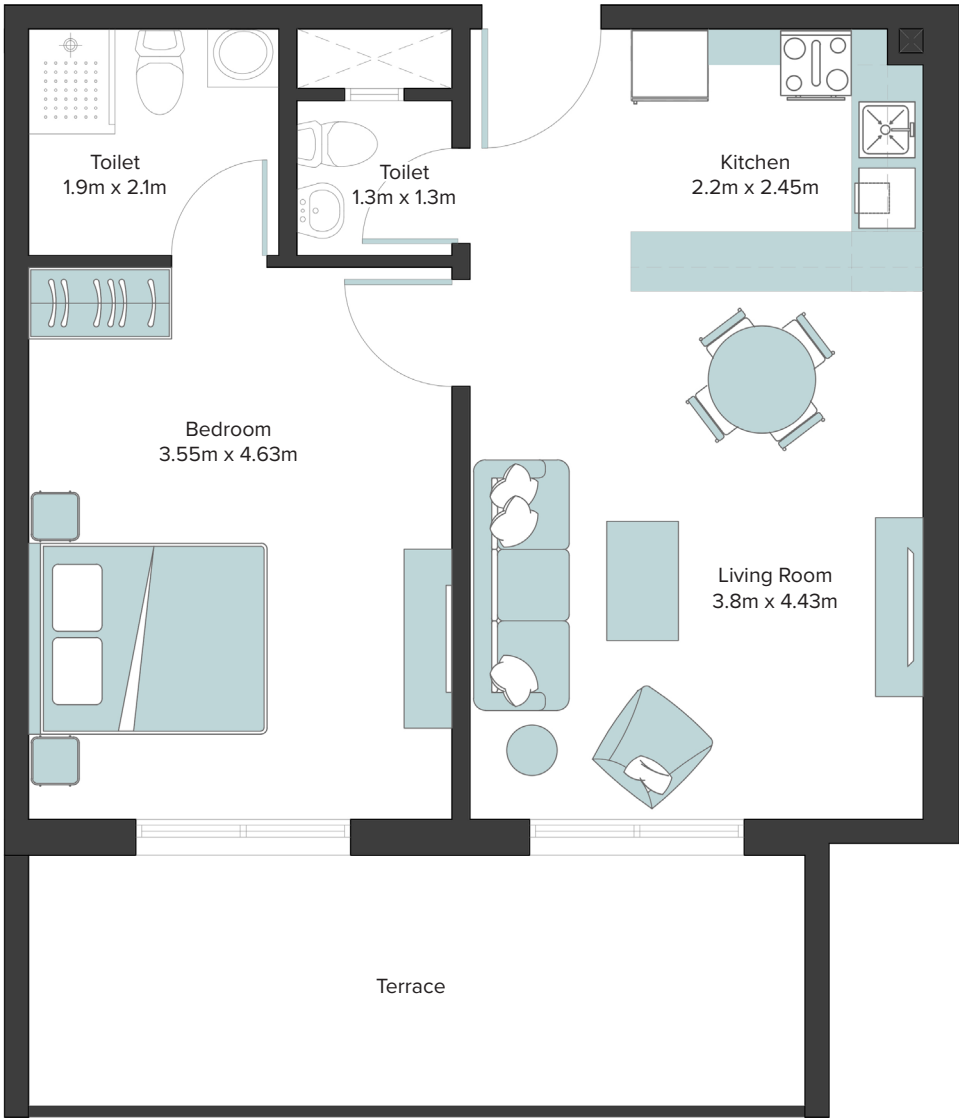 Toilet
1.9m x 2.1m
Toilet
1.3m x 1.3m
Kitchen
2.2m x 2.45m
Bedroom
3.55m x 4.63m
Living Room
3.8m x 4.43m
Terrace